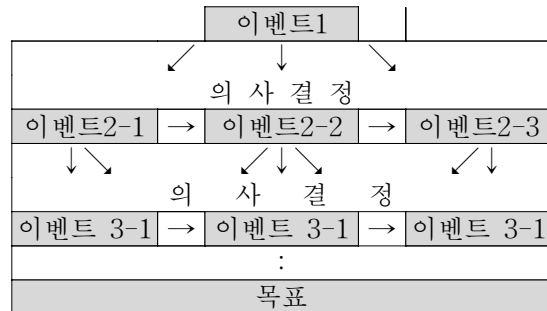 이벤트1
↙ ↓ ↘
의 사 결 정
이벤트2-1 → 이벤트2-2 → 이벤트2-3
↓ ↘ ↙ ↓ ↘ ↙ ↓
의 사 결 정
이벤트 3-1 → 이벤트 3-1 → 이벤트 3-1
:
목표